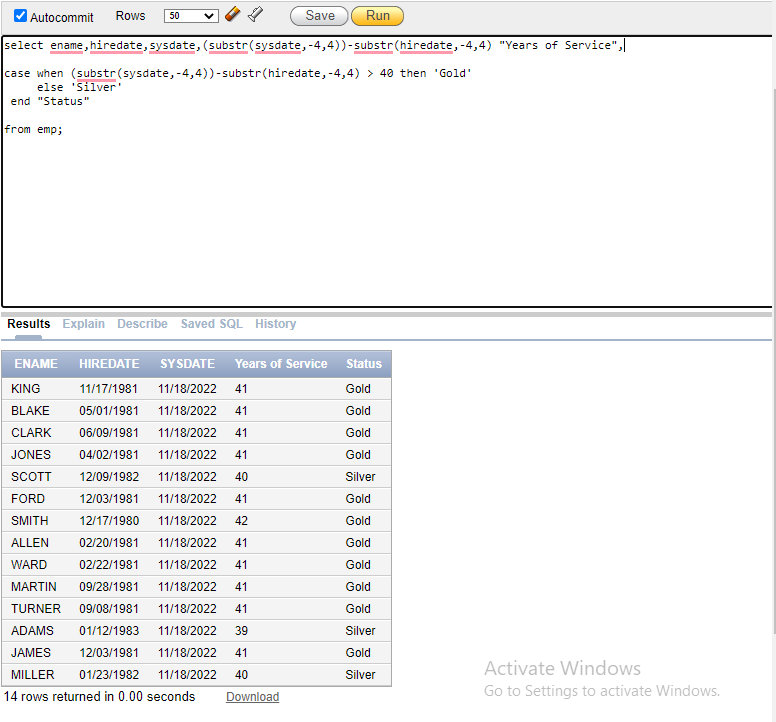 Autocommit Rows 50 Save Run
select ename,hiredate,sysdate,(substr(sysdate,-4,4))-substr(hiredate,-4,4) "Years of Service",
case when (substr(sysdate,-4,4))-substr(hiredate,-4,4) > 40 then 'Gold'
else 'Silver'
end "Status"
from emp;
Results Explain Describe Saved SQL History
ENAME HIREDATE SYSDATE Years of Service Status
KING 11/17/1981 11/18/2022 41 Gold
BLAKE 05/01/1981 11/18/2022 41 Gold
CLARK 06/09/1981 11/18/2022 41 Gold
JONES 04/02/1981 11/18/2022 41 Gold
SCOTT 12/09/1982 11/18/2022 40 Silver
FORD 12/03/1981 11/18/2022 41 Gold
SMITH 12/17/1980 11/18/2022 42 Gold
ALLEN 02/20/1981 11/18/2022 41 Gold
WARD 02/22/1981 11/18/2022 41 Gold
MARTIN 09/28/1981 11/18/2022 41 Gold
TURNER 09/08/1981 11/18/2022 41 Gold
ADAMS 01/12/1983 11/18/2022 39 Silver
JAMES 12/03/1981 11/18/2022 41 Gold
MILLER 01/23/1982 11/18/2022 40 Silver
14 rows returned in 0.00 seconds Download
Activate Windows
Go to Settings to activate Windows.